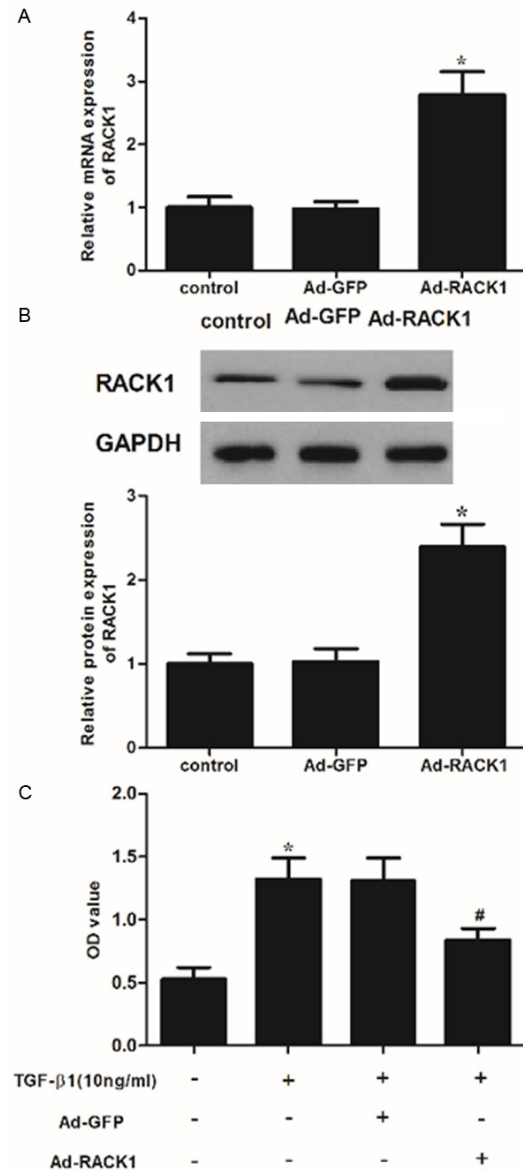 A
Relative mRNA expression
of RACK1
4
3
2
1
0
*
control Ad-GFP Ad-RACK1
B
control Ad-GFP Ad-RACK1
RACK1
GAPDH
Relative protein expression
of RACK1
3
2
1
0
*
control Ad-GFP Ad-RACK1
C
OD value
2.0
1.5
1.0
0.5
0.0
*
#
TGF-β1(10ng/ml) - + + +
Ad-GFP - - + -
Ad-RACK1 - - - +